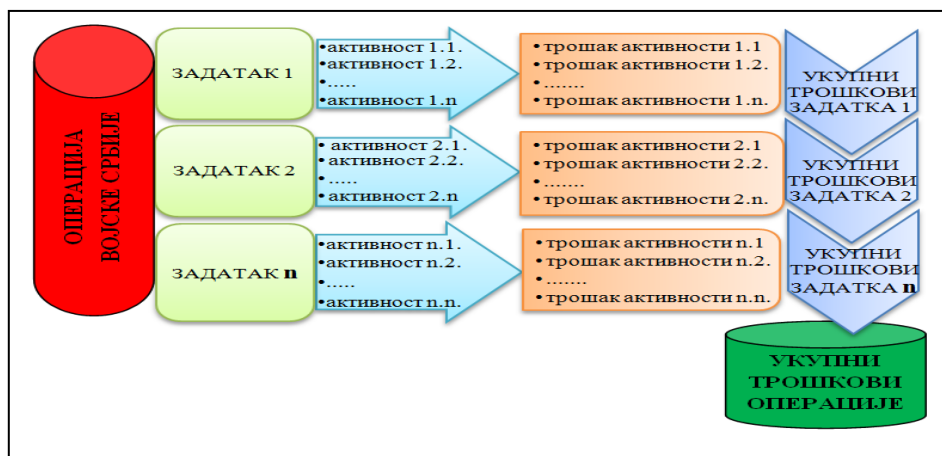 ОПЕРАЦИЈА
ВОЈСКЕ СРБИЈЕ
ЗАДАТАК 1
•активност 1.1.
•активност 1.2.
•.....
•активност 1.n
•трошак активности 1.1
•трошак активности 1.2.
•.......
•трошак активности 1.n.
УКУПНИ
ТРОШКОВИ
ЗАДАТКА 1
ЗАДАТАК 2
• активност 2.1.
•активност 2.2.
•.....
•активност 2.n
•трошак активности 2.1
•трошак активности 2.2.
•.......
•трошак активности 2.n.
УКУПНИ
ТРОШКОВИ
ЗАДАТКА 2
ЗАДАТАК n
•активност n.1.
•активност n.2.
•.....
•активност n.n.
•трошак активности n.1
•трошак активности n.2.
•.......
•трошак активности n.n.
УКУПНИ
ТРОШКОВИ
ЗАДАТКА n
УКУПНИ
ТРОШКОВИ
ОПЕРАЦИЈЕ